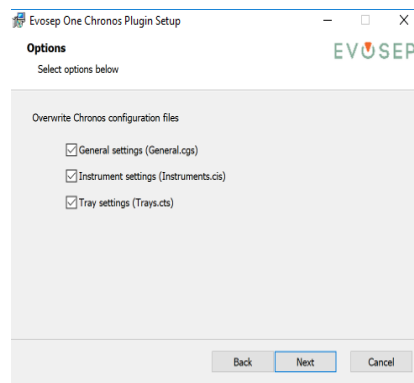 Evosep One Chronos Plugin Setup
Options
EVOSEP
Select options below
Overwrite Chronos configuration files
General settings (General.cgs)
Instrument settings (Instruments.cis)
Tray settings (Trays.cts)
Back Next Cancel